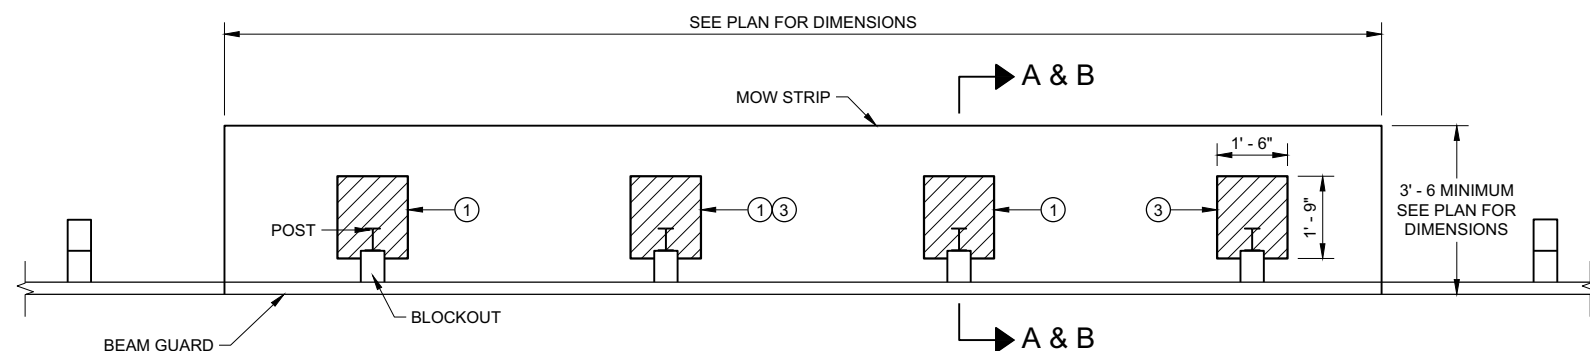 SEE PLAN FOR DIMENSIONS
A & B
MOW STRIP
1' - 6"
3' - 6 MINIMUM
SEE PLAN FOR
DIMENSIONS
1' - 9"
1
1 3
1
3
POST
BLOCKOUT
BEAM GUARD
A & B